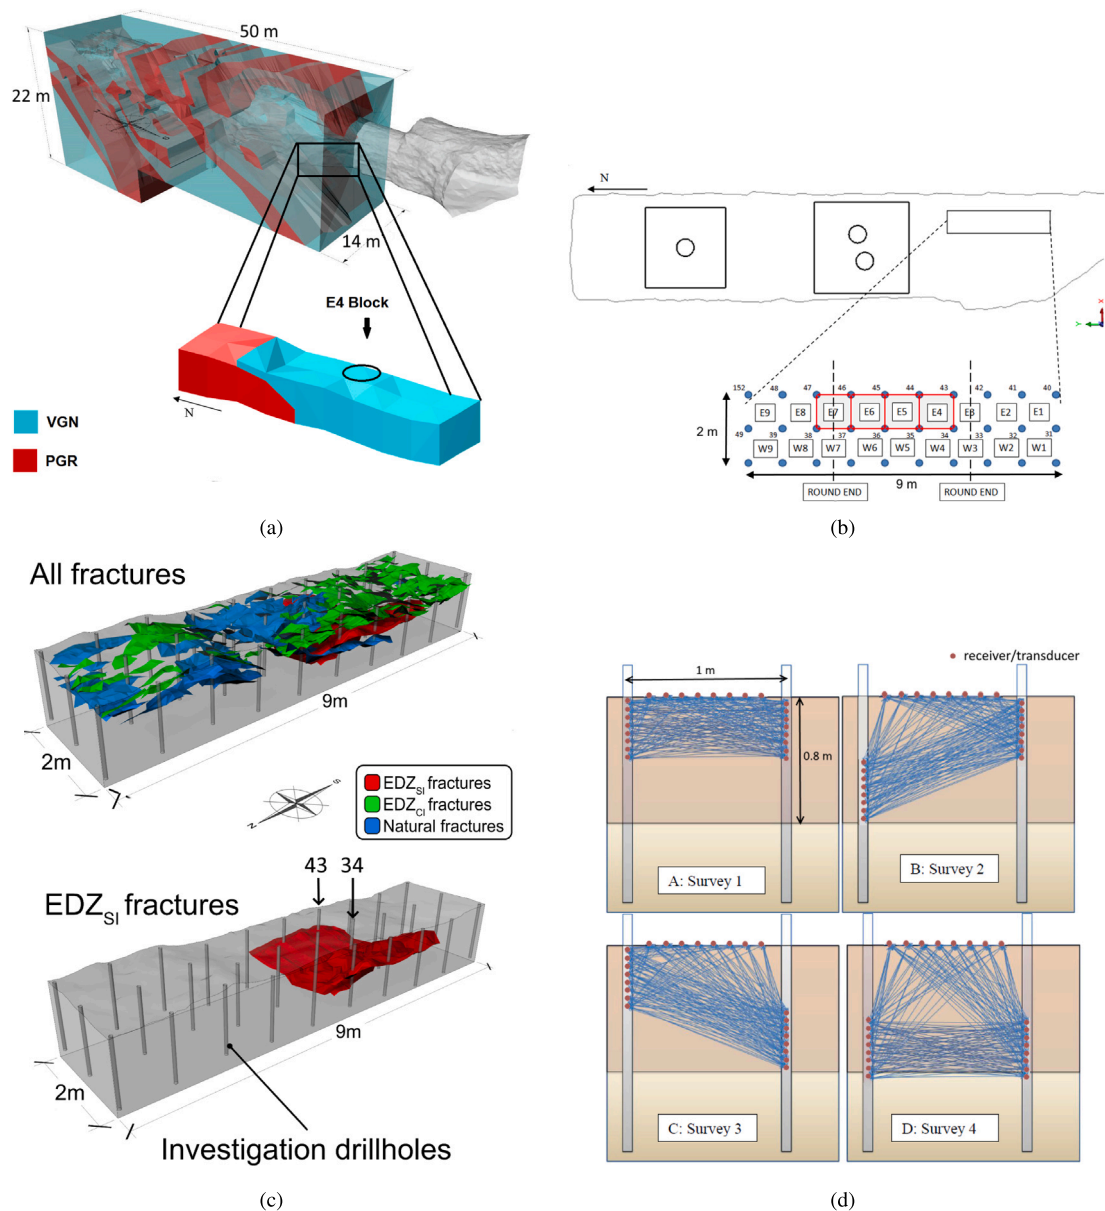 50 m
22 m
14 m
E4 Block
N
VGN
PGR
(a)
N
X
Y
152 48 47 46 45 44 43 42 41 40
E9 E8 E7 E6 E5 E4 E3 E2 E1
49 39 38 37 36 35 34 33 32 31
W9 W8 W7 W6 W5 W4 W3 W2 W1
2 m
9 m
ROUND END ROUND END
(b)
All fractures
9m
2m
S
N
EDZSI fractures
EDZCI fractures
Natural fractures
43 34
EDZSI fractures
9m
2m
Investigation drillholes
(c)
receiver/transducer
1 m
0.8 m
A: Survey 1
B: Survey 2
C: Survey 3
D: Survey 4
(d)